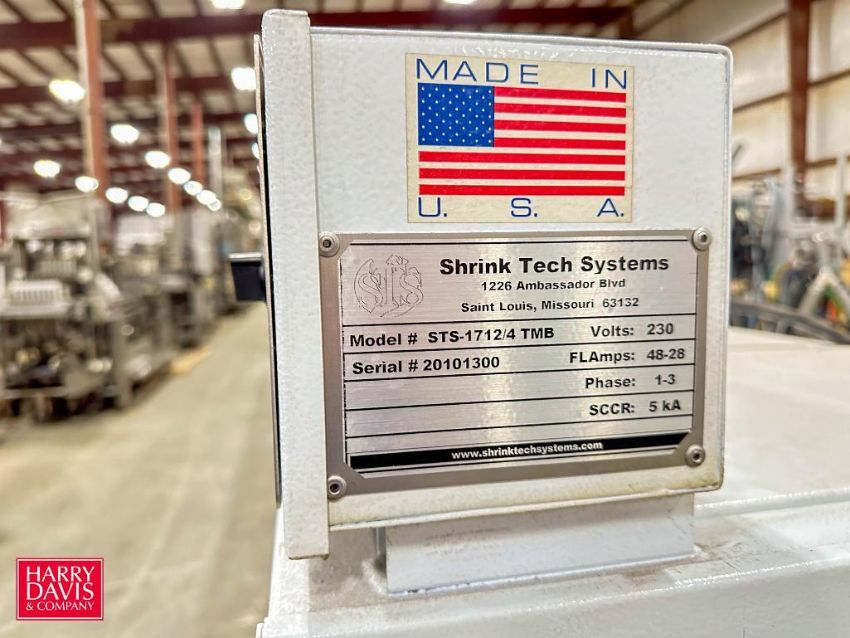 MADE IN
U. S. A.
STS
Shrink Tech Systems
1226 Ambassador Blvd
Saint Louis, Missouri 63132
Model # STS-1712/4 TMB Volts: 230
Serial # 20101300 FLAmps: 48-28
Phase: 1-3
SCCR: 5 kA
www.shrinktechsystems.com
HARRY
DAVIS
& COMPANY